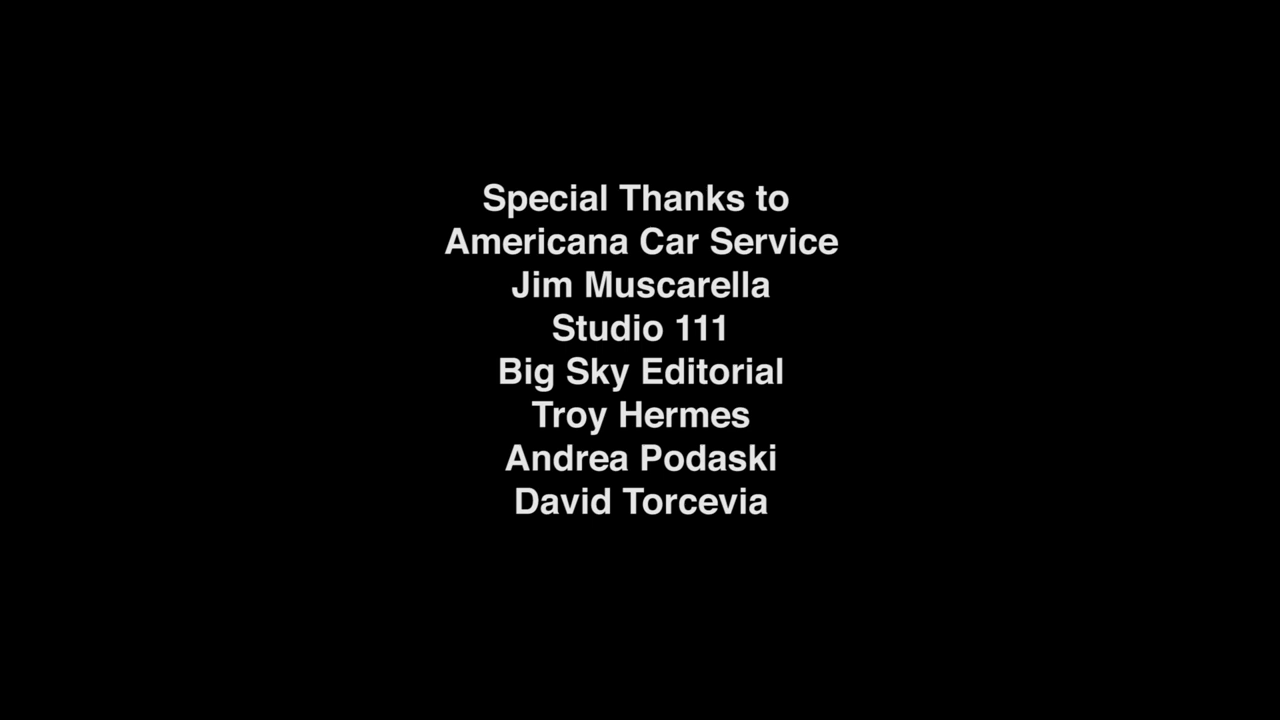 Special Thanks to
Americana Car Service
Jim Muscarella
Studio 111
Big Sky Editorial
Troy Hermes
Andrea Podaski
David Torcevia